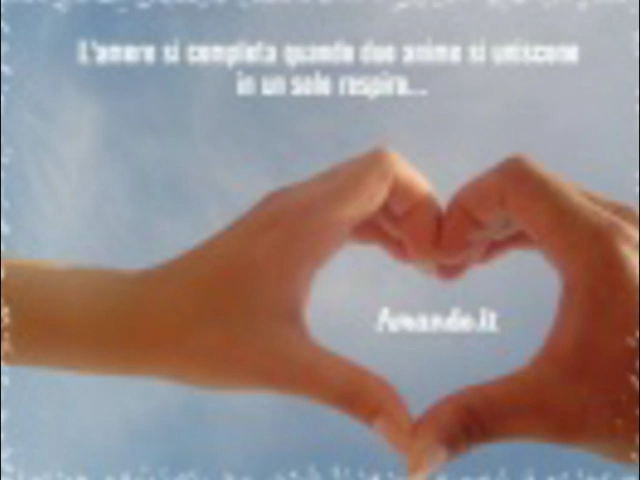 L'amore si completa quando due anime si uniscono
in un solo respiro...
Amando.it